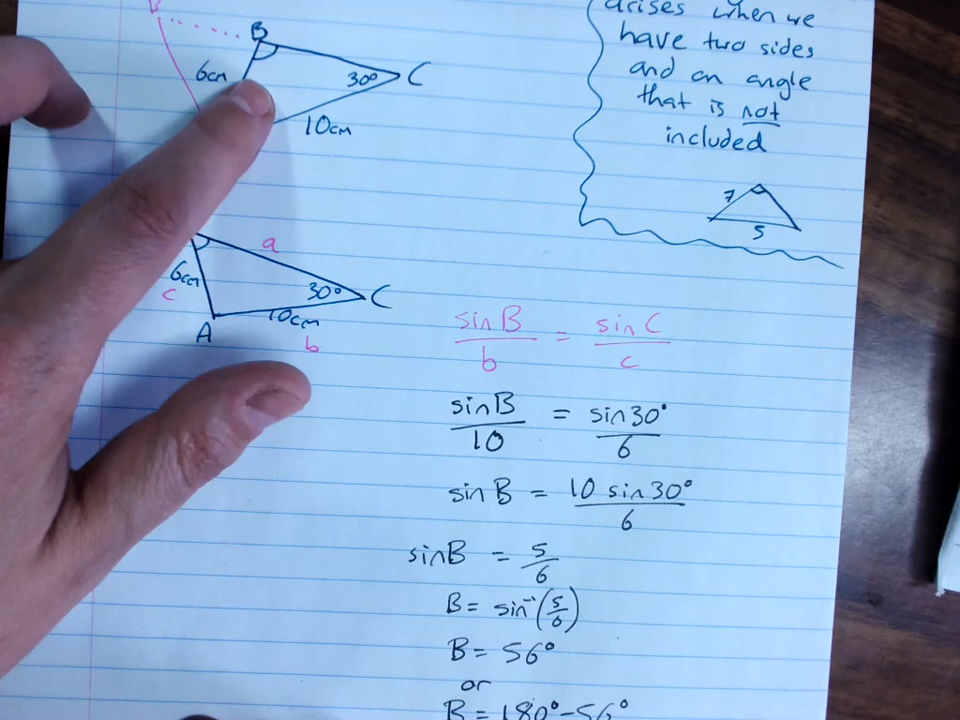 arises when we
have two sides
and an angle
that is not
included
7
5
B
6cm
30°
C
10cm
a
6cm
c
30°
C
A
10cm
b
sin B / b = sin C / c
sin B / 10 = sin 30° / 6
sin B = 10 sin 30° / 6
sin B = 5 / 6
B = sin⁻¹(5/6)
B = 56°
or
B = 180° - 56°